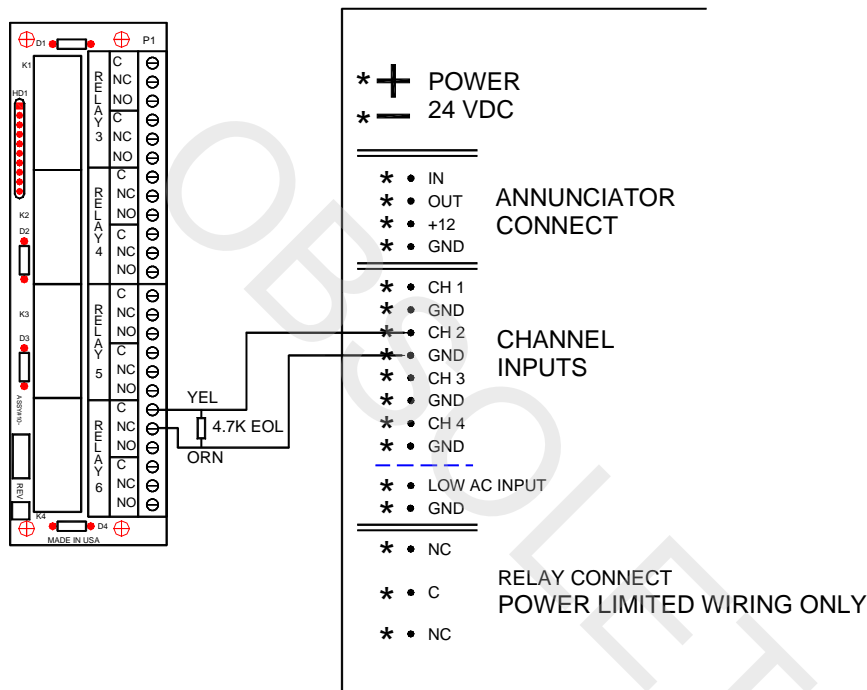 D1
P1
K1
HD1
K2
D2
K3
D3
ASSY#10-
REV
K4
D4
MADE IN USA
RELAY 3
C
NC
NO
C
NC
NO
RELAY 4
C
NC
NO
C
NC
NO
RELAY 5
C
NC
NO
C
NC
NO
RELAY 6
C
NC
NO
C
NC
NO
YEL
4.7K EOL
ORN
* + POWER
* − 24 VDC
* • IN
* • OUT
* • +12
* • GND
ANNUNCIATOR
CONNECT
* • CH 1
* • GND
* • CH 2
* • GND
* • CH 3
* • GND
* • CH 4
* • GND
CHANNEL
INPUTS
* • LOW AC INPUT
* • GND
* • NC
* • C
* • NC
RELAY CONNECT
POWER LIMITED WIRING ONLY
OBSOLET